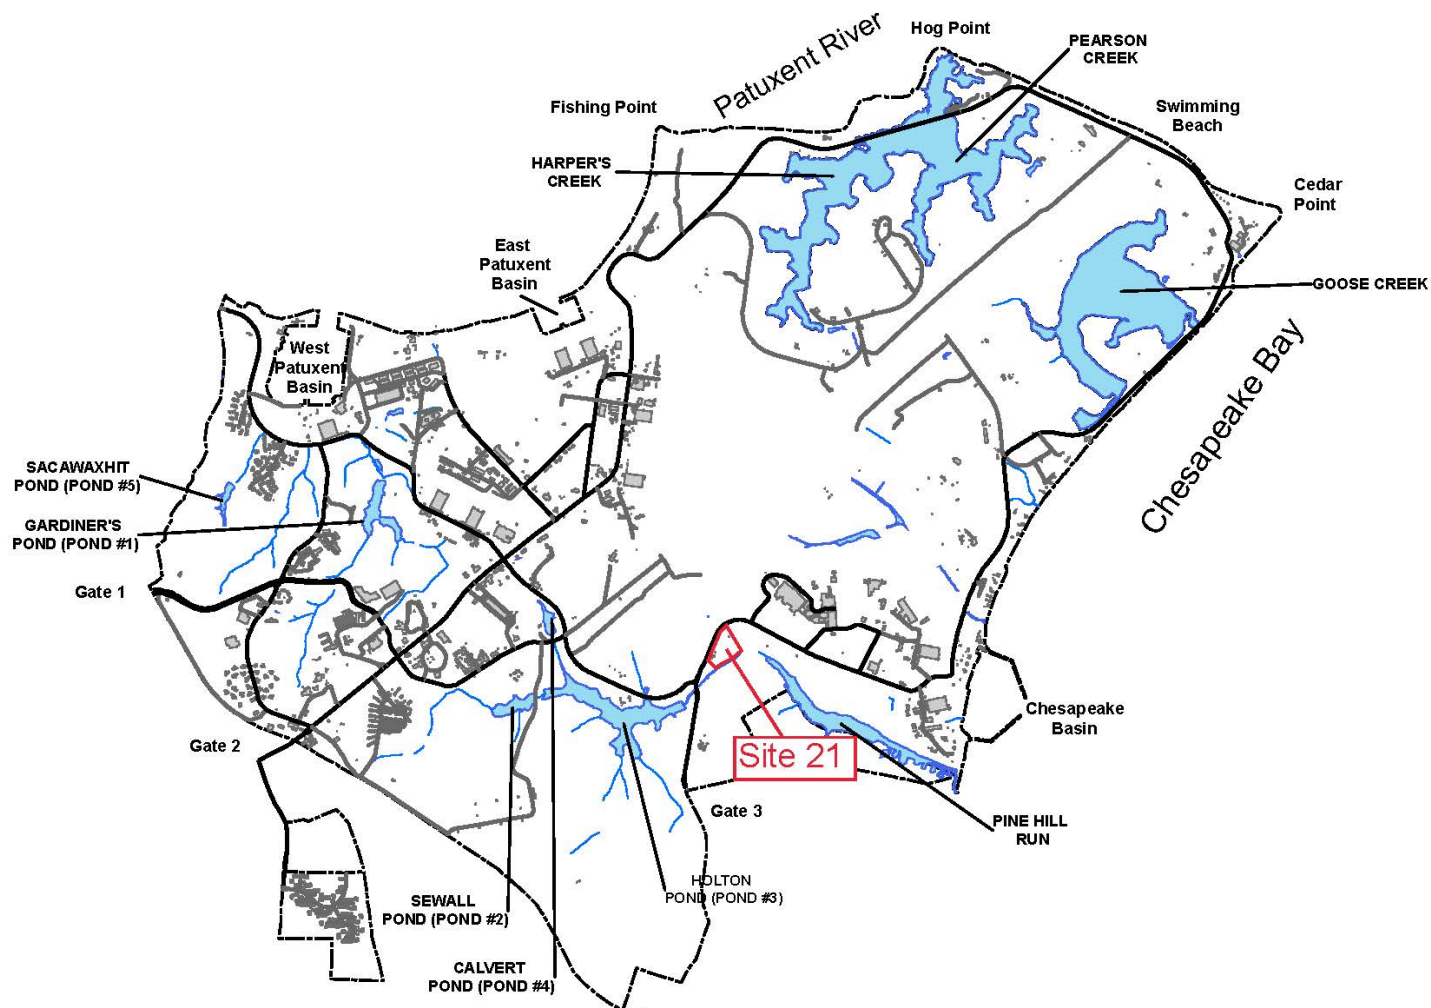 Hog Point
PEARSON
CREEK
Patuxent River
Fishing Point
Swimming
Beach
HARPER'S
CREEK
Cedar
Point
East
Patuxent
Basin
GOOSE CREEK
West
Patuxent
Basin
Chesapeake Bay
SACAWAXHIT
POND (POND #5)
GARDINER'S
POND (POND #1)
Gate 1
Chesapeake
Basin
Gate 2
Site 21
Gate 3
PINE HILL
RUN
HOLTON
POND (POND #3)
SEWALL
POND (POND #2)
CALVERT
POND (POND #4)